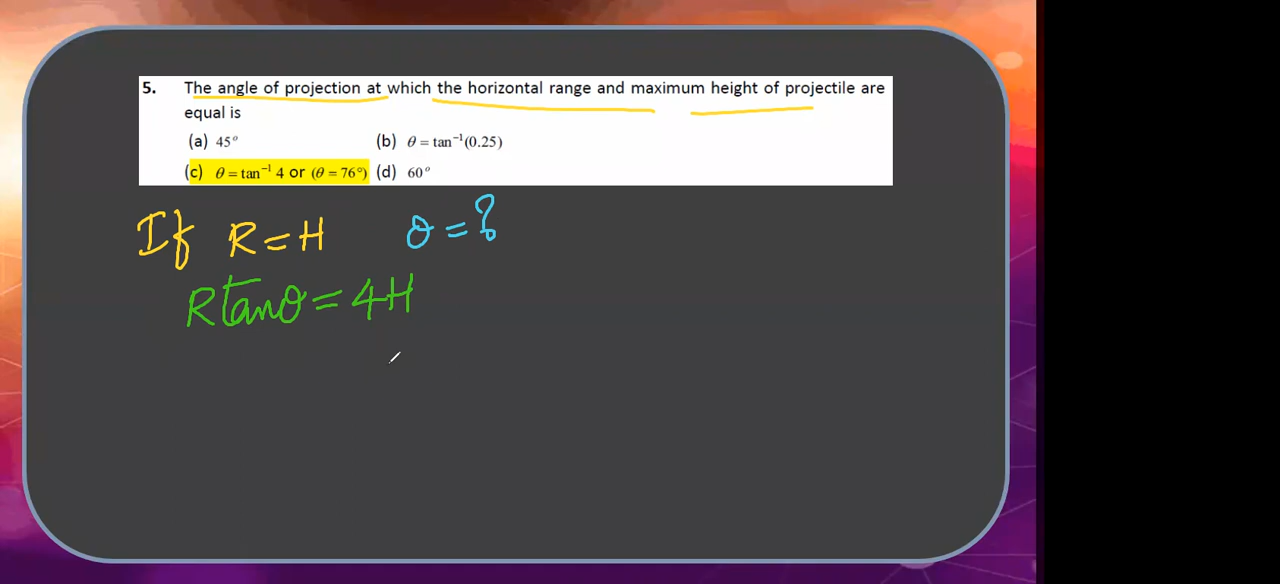 5. The angle of projection at which the horizontal range and maximum height of projectile are
equal is
(a) 45° (b) θ = tan⁻¹(0.25)
(c) θ = tan⁻¹ 4 or (θ = 76°) (d) 60°
If R = H θ = ?
R tanθ = 4H